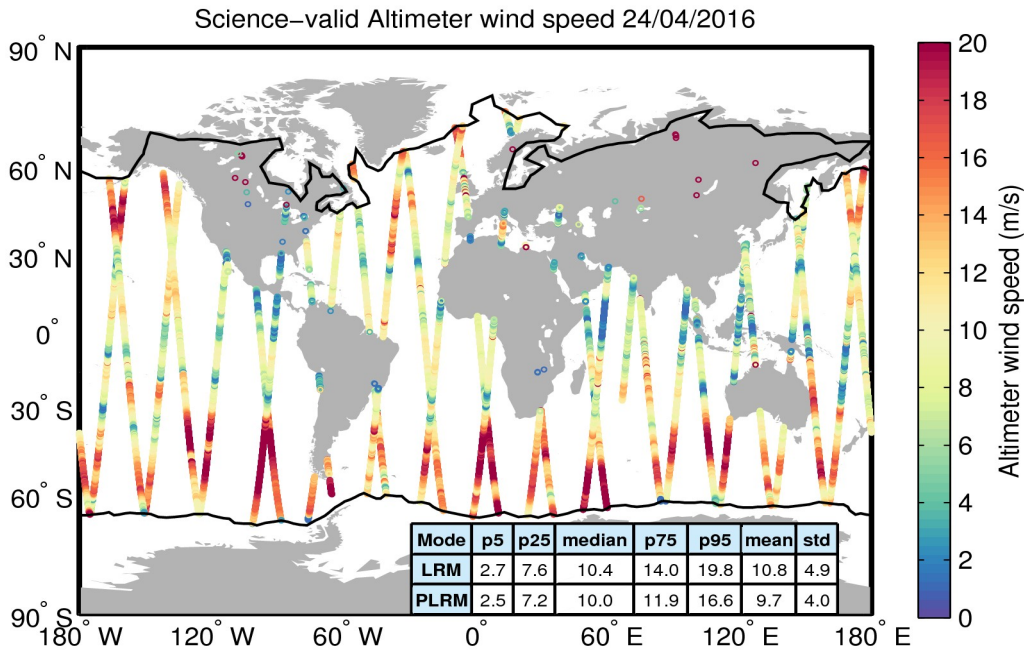 Science−valid Altimeter wind speed 24/04/2016
90° N
60° N
30° N
0°
30° S
60° S
90° S
180° W
120° W
60° W
0°
60° E
120° E
180° E
Mode p5 p25 median p75 p95 mean std
LRM 2.7 7.6 10.4 14.0 19.8 10.8 4.9
PLRM 2.5 7.2 10.0 11.9 16.6 9.7 4.0
20
18
16
14
12
10
8
6
4
2
0
Altimeter wind speed (m/s)